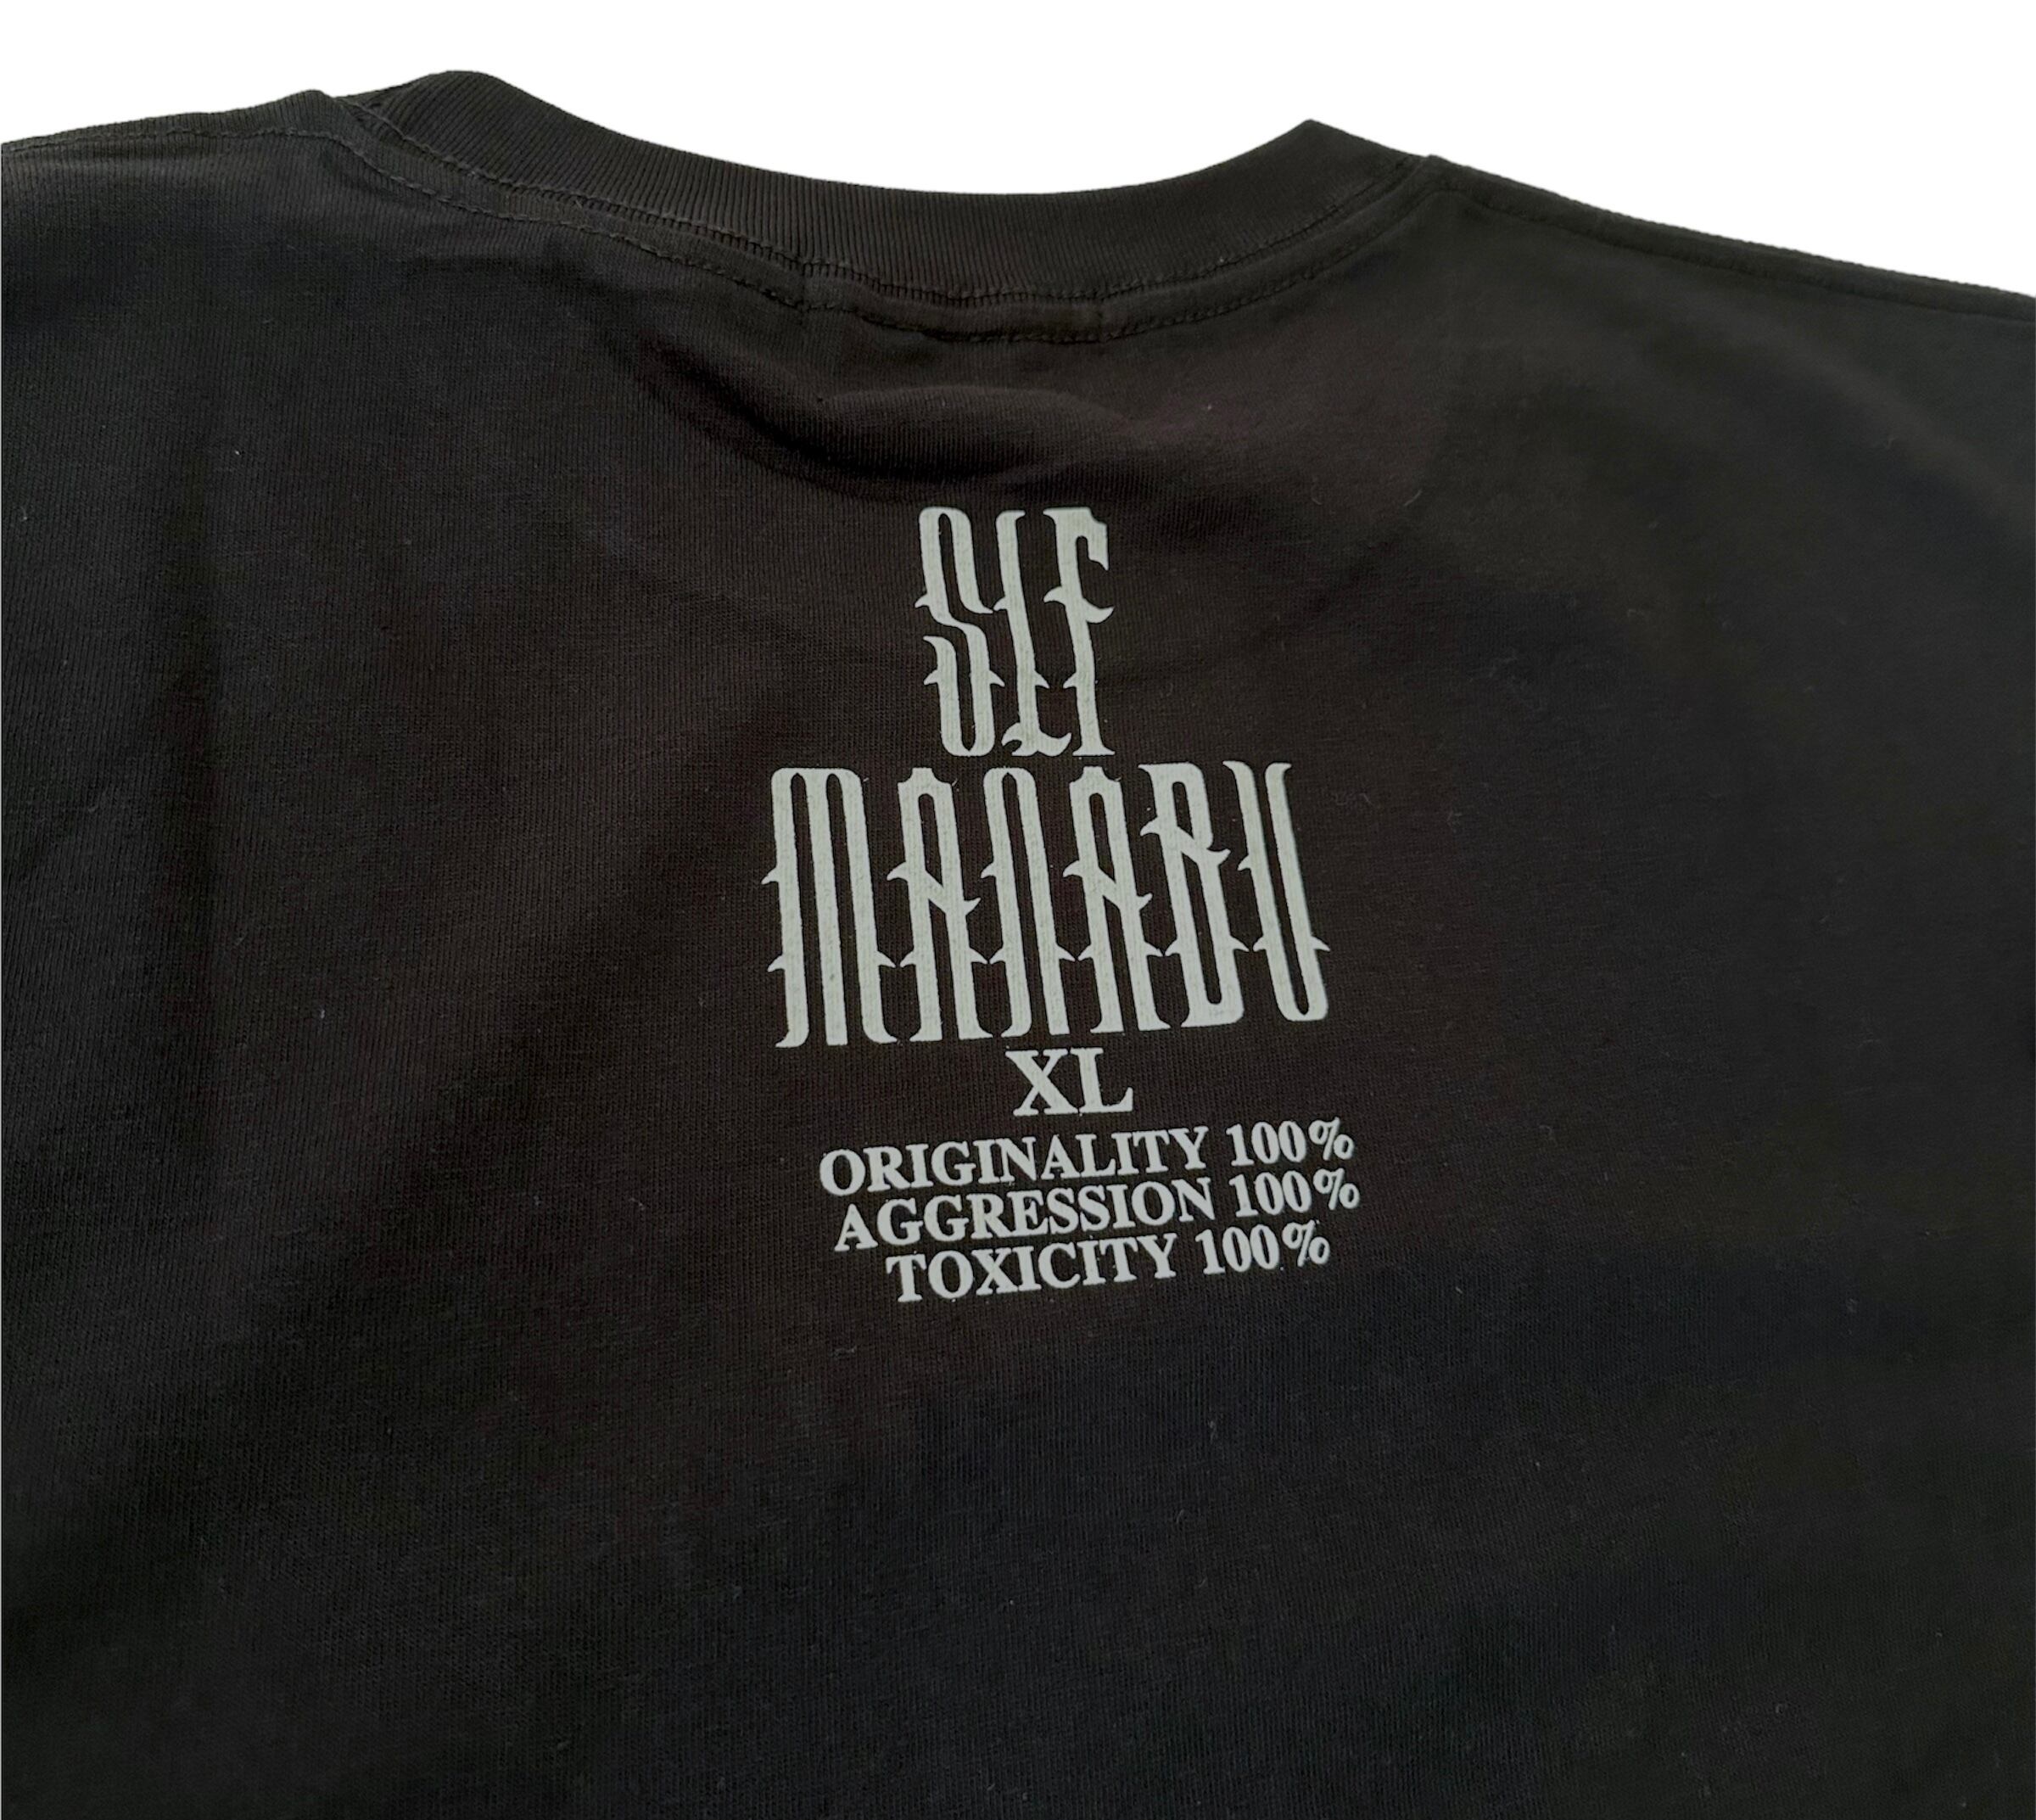 SLF
MANABU
XL
ORIGINALITY 100%
AGGRESSION 100%
TOXICITY 100%